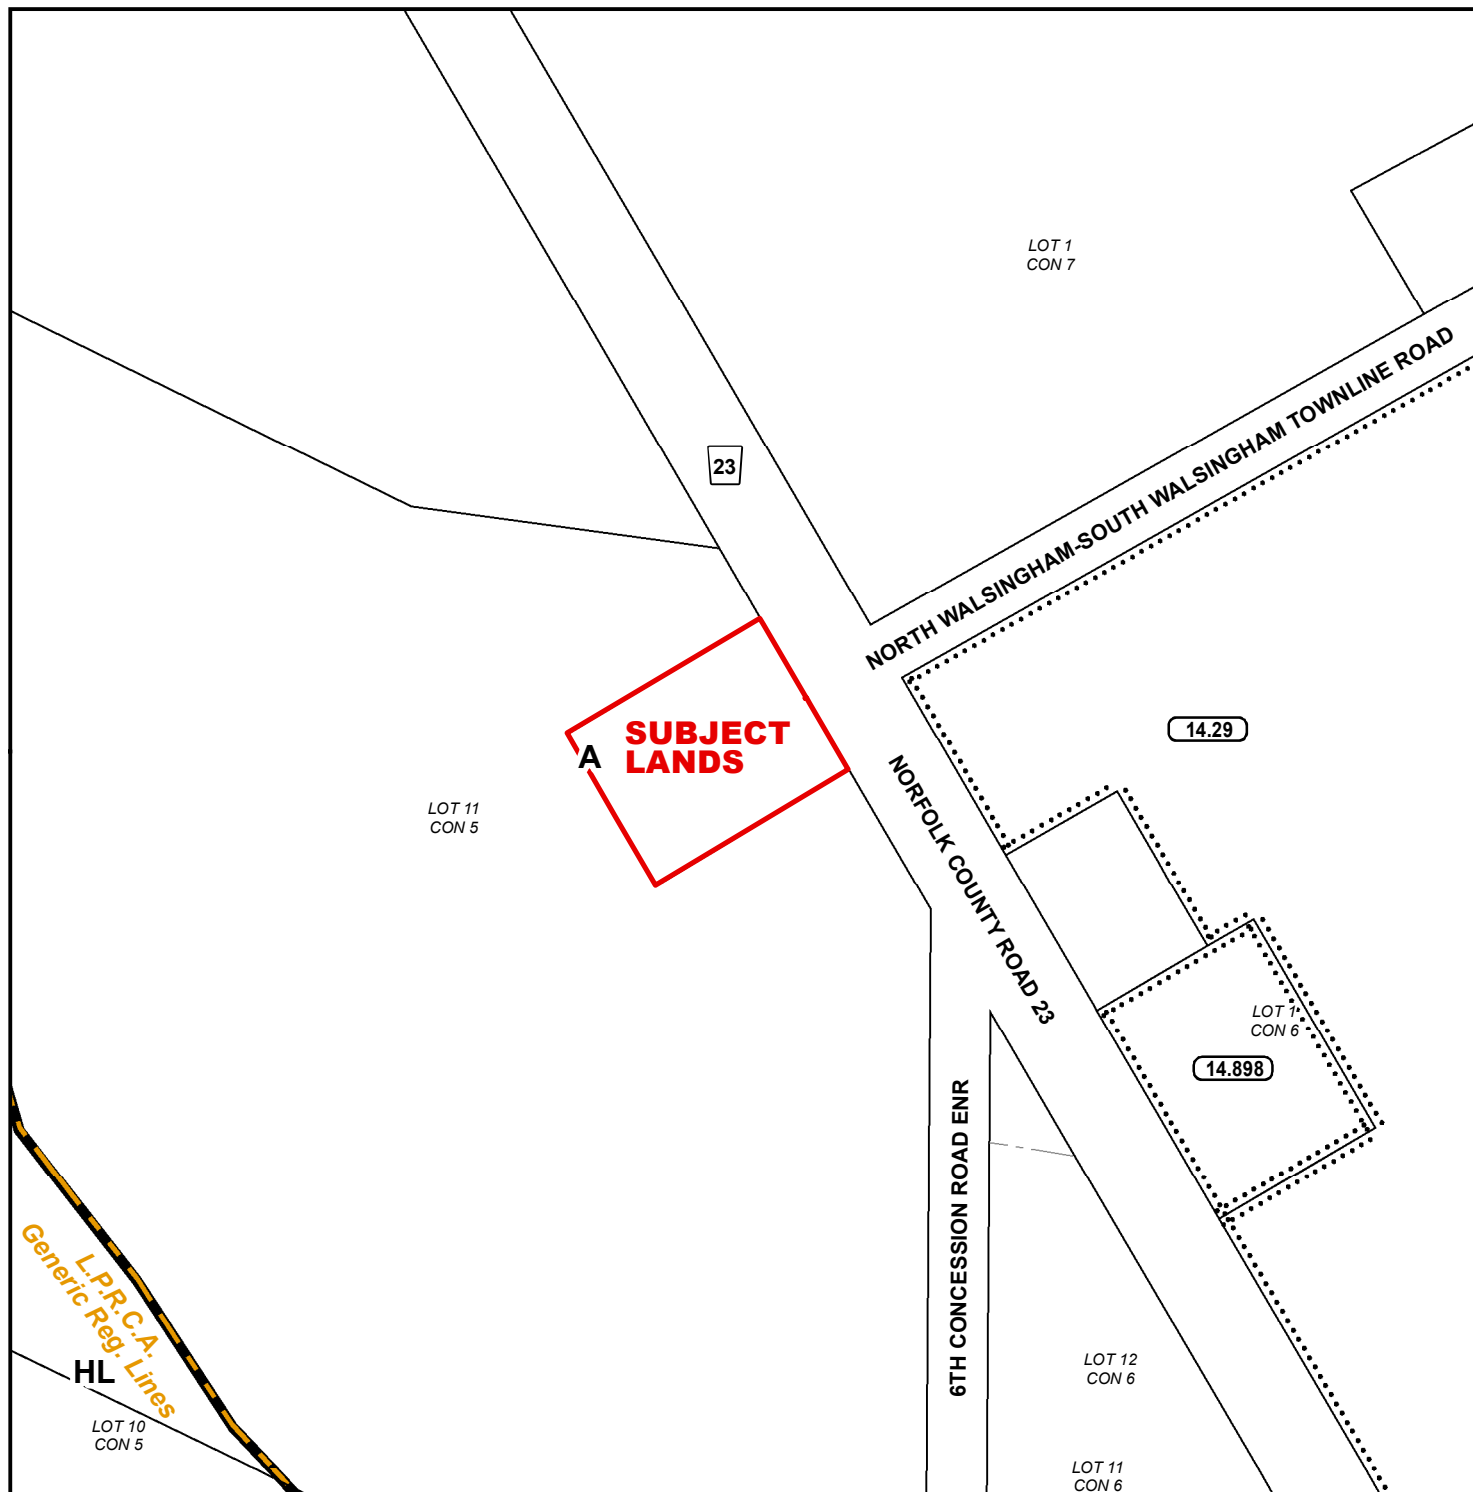 LOT 1
CON 7
NORTH WALSINGHAM-SOUTH WALSINGHAM TOWNLINE ROAD
23
SUBJECT
LANDS
A
14.29
LOT 11
CON 5
NORFOLK COUNTY ROAD 23
LOT 1
CON 6
14.898
6TH CONCESSION ROAD ENR
L.P.R.C.A.
Generic Reg. Lines
HL
LOT 10
CON 5
LOT 12
CON 6
LOT 11
CON 6